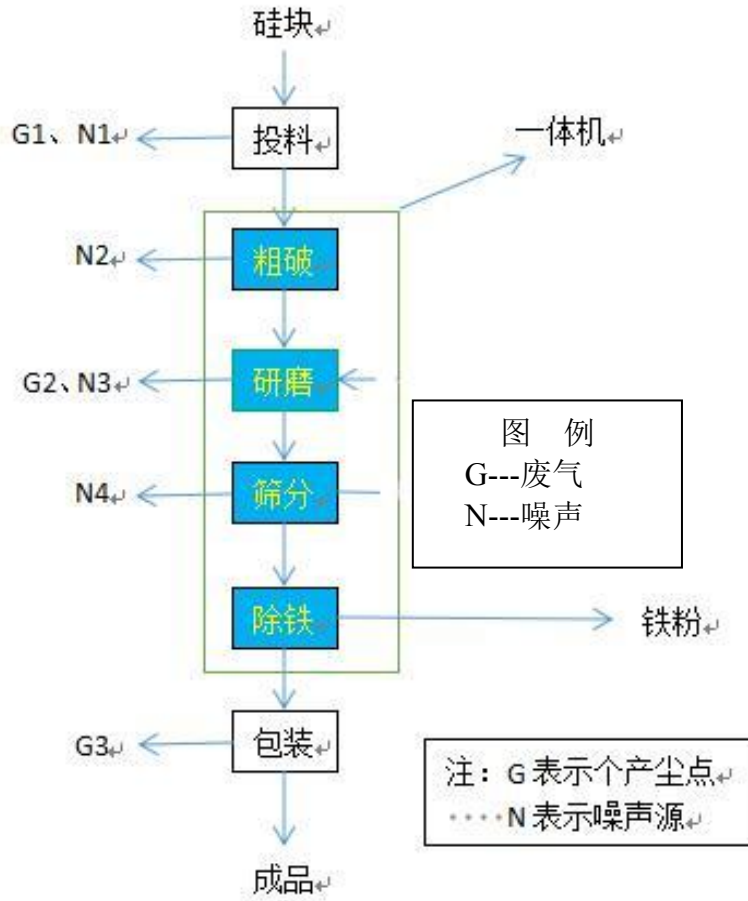 硅块
G1、N1
投料
一体机
N2
粗破
G2、N3
研磨
图 例
G---废气
N---噪声
N4
筛分
除铁
铁粉
G3
包装
注：G 表示个产尘点
····N 表示噪声源
成品